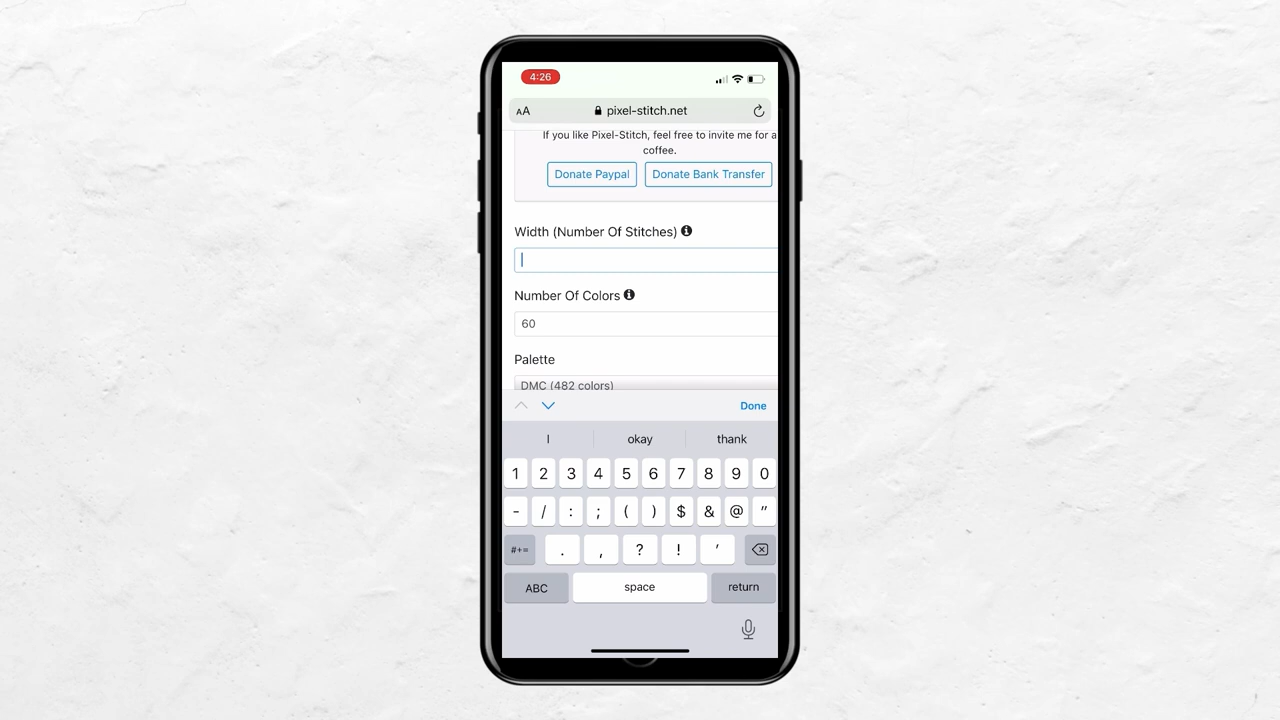 4:26
AA pixel-stitch.net
If you like Pixel-Stitch, feel free to invite me for a
coffee.
Donate Paypal Donate Bank Transfer
Width (Number Of Stitches)
Number Of Colors
60
Palette
DMC (482 colors)
Done
I okay thank
1 2 3 4 5 6 7 8 9 0
- / : ; ( ) $ & @ "
#+= . , ? ! '
ABC space return